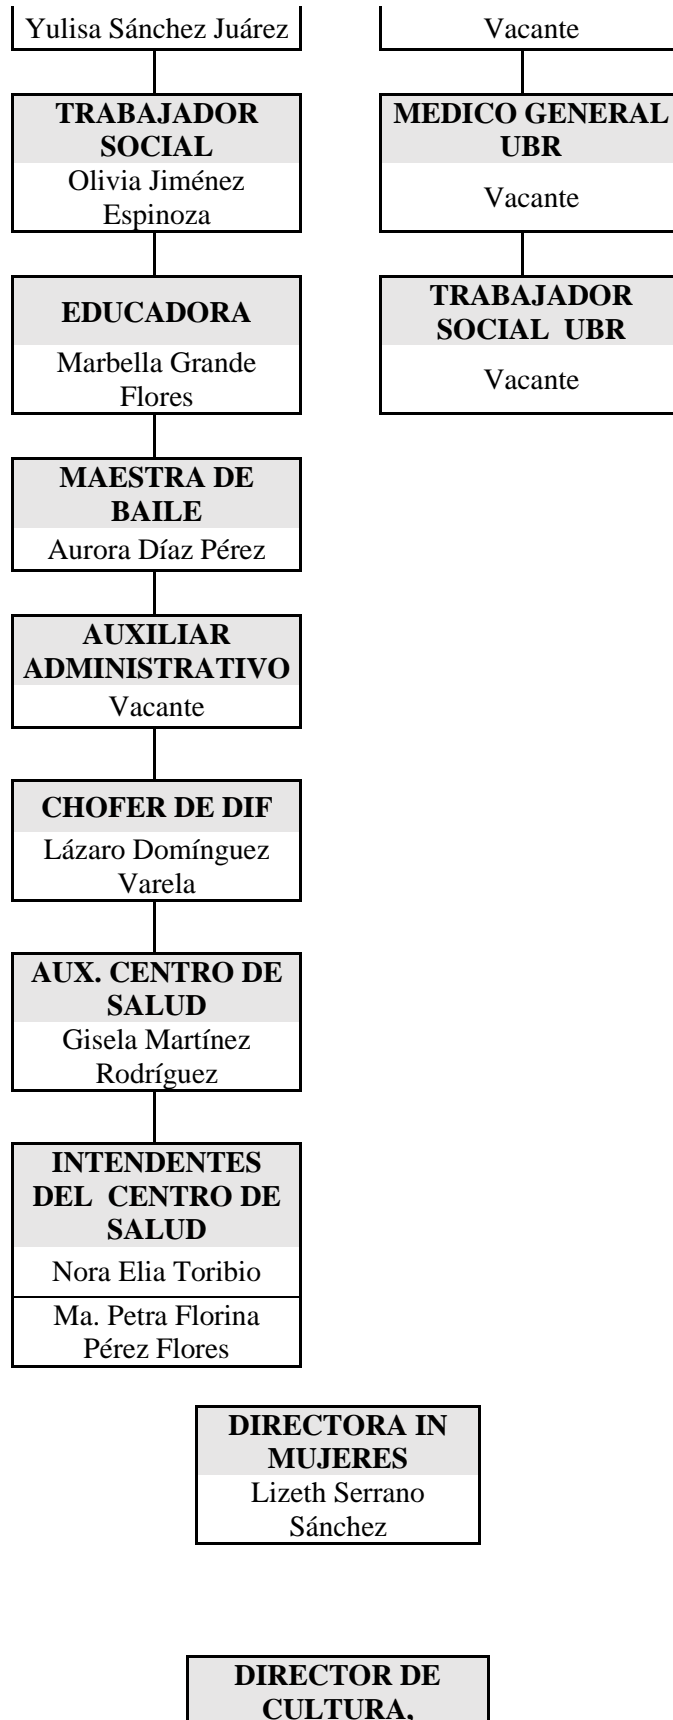 Yulisa Sánchez Juárez
Vacante
TRABAJADOR
SOCIAL
Olivia Jiménez
Espinoza
MEDICO GENERAL
UBR
Vacante
EDUCADORA
Marbella Grande
Flores
TRABAJADOR
SOCIAL UBR
Vacante
MAESTRA DE
BAILE
Aurora Díaz Pérez
AUXILIAR
ADMINISTRATIVO
Vacante
CHOFER DE DIF
Lázaro Domínguez
Varela
AUX. CENTRO DE
SALUD
Gisela Martínez
Rodríguez
INTENDENTES
DEL CENTRO DE
SALUD
Nora Elia Toribio
Ma. Petra Florina
Pérez Flores
DIRECTORA IN
MUJERES
Lizeth Serrano
Sánchez
DIRECTOR DE
CULTURA,